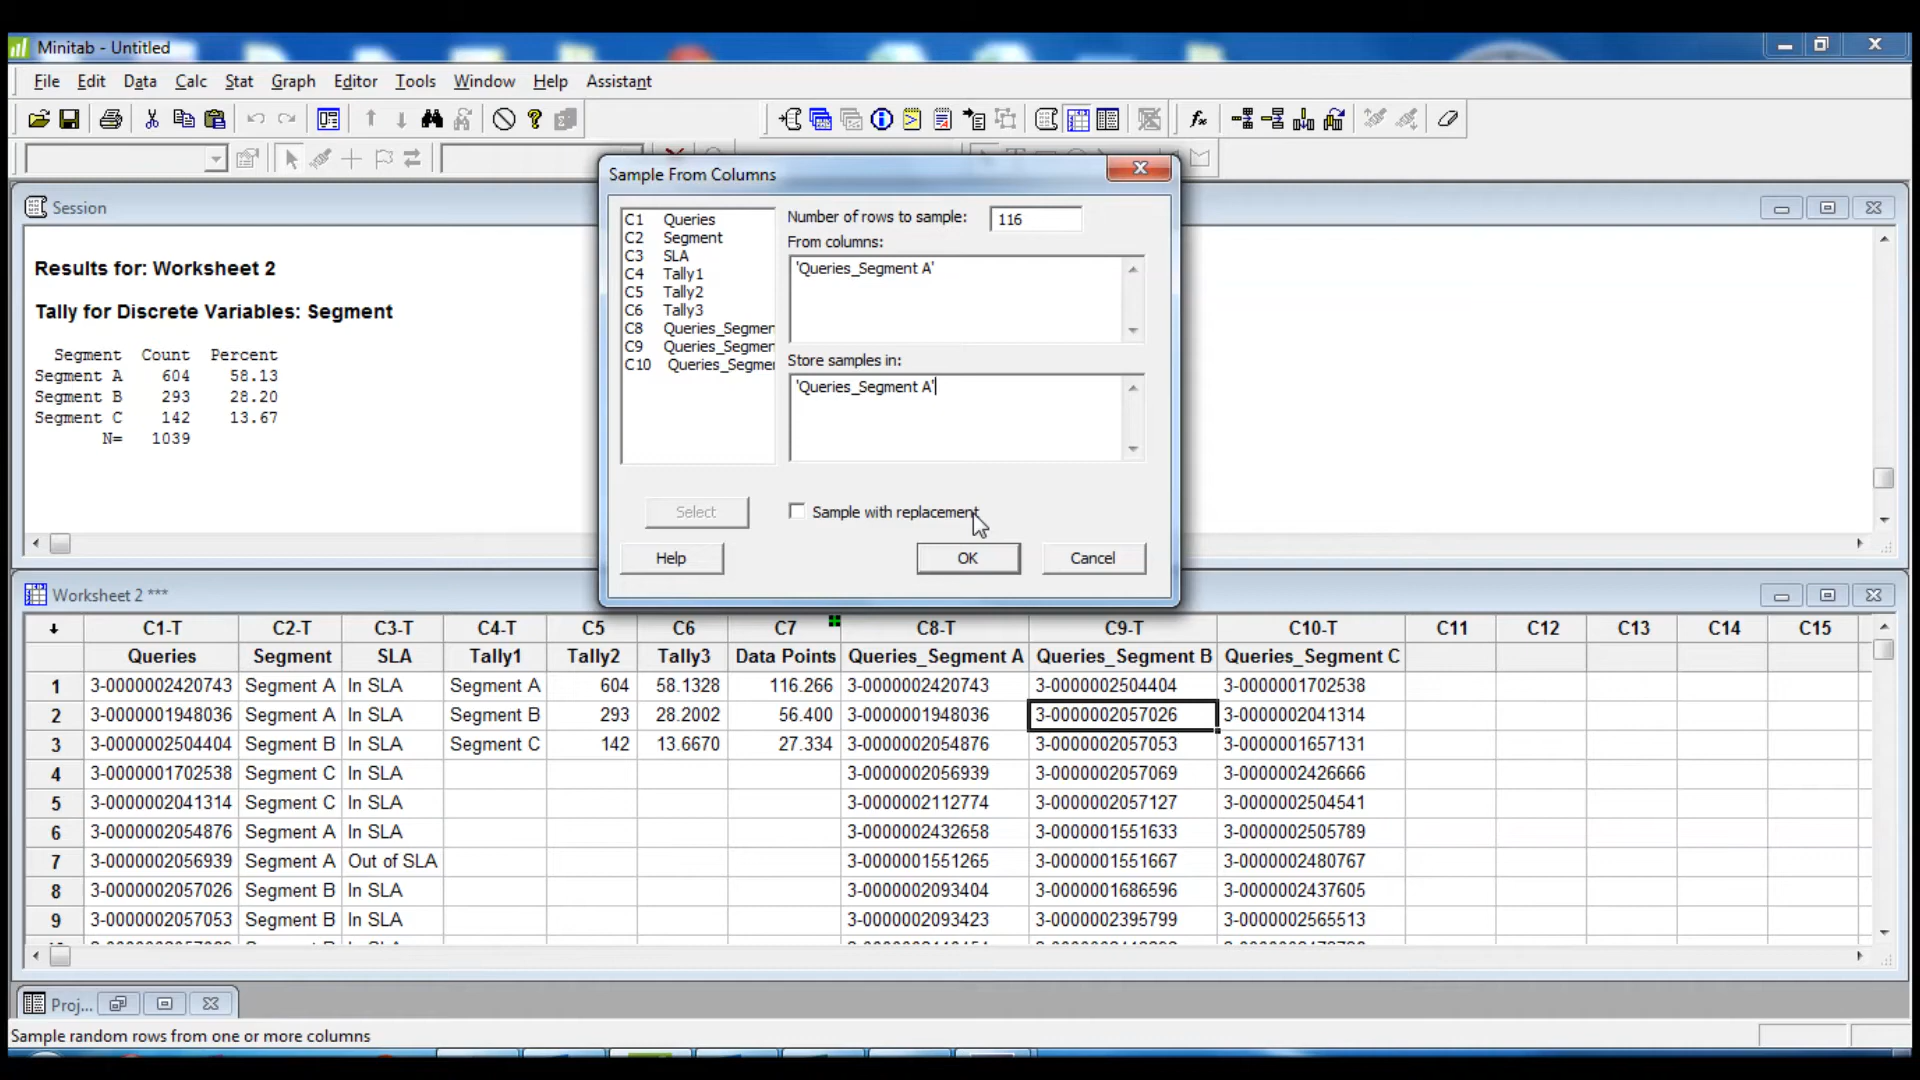 Minitab - Untitled
File Edit Data Calc Stat Graph Editor Tools Window Help Assistant
Session
Results for: Worksheet 2
Tally for Discrete Variables: Segment
Segment Count Percent
Segment A 604 58.13
Segment B 293 28.20
Segment C 142 13.67
N= 1039
Sample From Columns
C1 Queries
C2 Segment
C3 SLA
C4 Tally1
C5 Tally2
C6 Tally3
C8 Queries_Segmen
C9 Queries_Segmen
C10 Queries_Segme
Number of rows to sample: 116
From columns:
'Queries_Segment A'
Store samples in:
'Queries_Segment A'
Select
Sample with replacement
Help OK Cancel
Worksheet 2 ***
C1-T C2-T C3-T C4-T C5 C6 C7 C8-T C9-T C10-T C11 C12 C13 C14 C15
Queries Segment SLA Tally1 Tally2 Tally3 Data Points Queries_Segment A Queries_Segment B Queries_Segment C
1 3-0000002420743 Segment A In SLA Segment A 604 58.1328 116.266 3-0000002420743 3-0000002504404 3-0000001702538
2 3-0000001948036 Segment A In SLA Segment B 293 28.2002 56.400 3-0000001948036 3-0000002057026 3-0000002041314
3 3-0000002504404 Segment B In SLA Segment C 142 13.6670 27.334 3-0000002054876 3-0000002057053 3-0000001657131
4 3-0000001702538 Segment C In SLA 3-0000002056939 3-0000002057069 3-0000002426666
5 3-0000002041314 Segment C In SLA 3-0000002112774 3-0000002057127 3-0000002504541
6 3-0000002054876 Segment A In SLA 3-0000002432658 3-0000001551633 3-0000002505789
7 3-0000002056939 Segment A Out of SLA 3-0000001551265 3-0000001551667 3-0000002480767
8 3-0000002057026 Segment B In SLA 3-0000002093404 3-0000001686596 3-0000002437605
9 3-0000002057053 Segment B In SLA 3-0000002093423 3-0000002395799 3-0000002565513
Proj...
Sample random rows from one or more columns